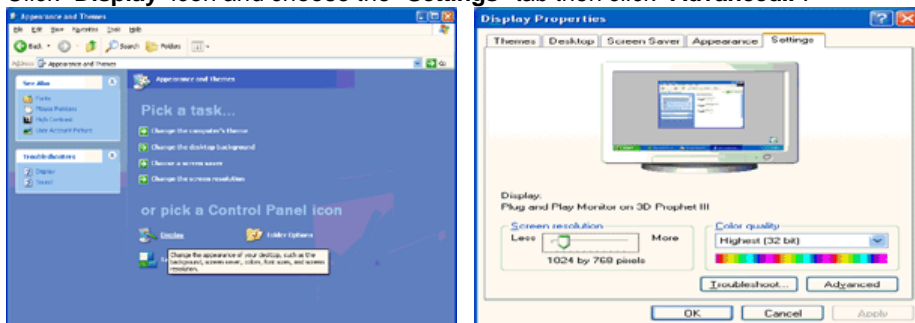 Click "Display" icon and choose the "Settings" tab then click "Advanced..".
Appearance and Themes
File Edit View Favorites Tools Help
Back Search Folders
Address Appearance and Themes Go
See Also
Fonts
Mouse Pointers
High Contrast
User Account Picture
Troubleshooters
Display
Sound
Appearance and Themes
Pick a task...
Change the computer's theme
Change the desktop background
Choose a screen saver
Change the screen resolution
or pick a Control Panel icon
Display Folder Options
Change the appearance of your desktop, such as the
background, screen saver, colors, font sizes, and screen
resolution.
Display Properties
Themes Desktop Screen Saver Appearance Settings
Display:
Plug and Play Monitor on 3D Prophet III
Screen resolution
Less More
1024 by 768 pixels
Color quality
Highest (32 bit)
Troubleshoot... Advanced
OK Cancel Apply